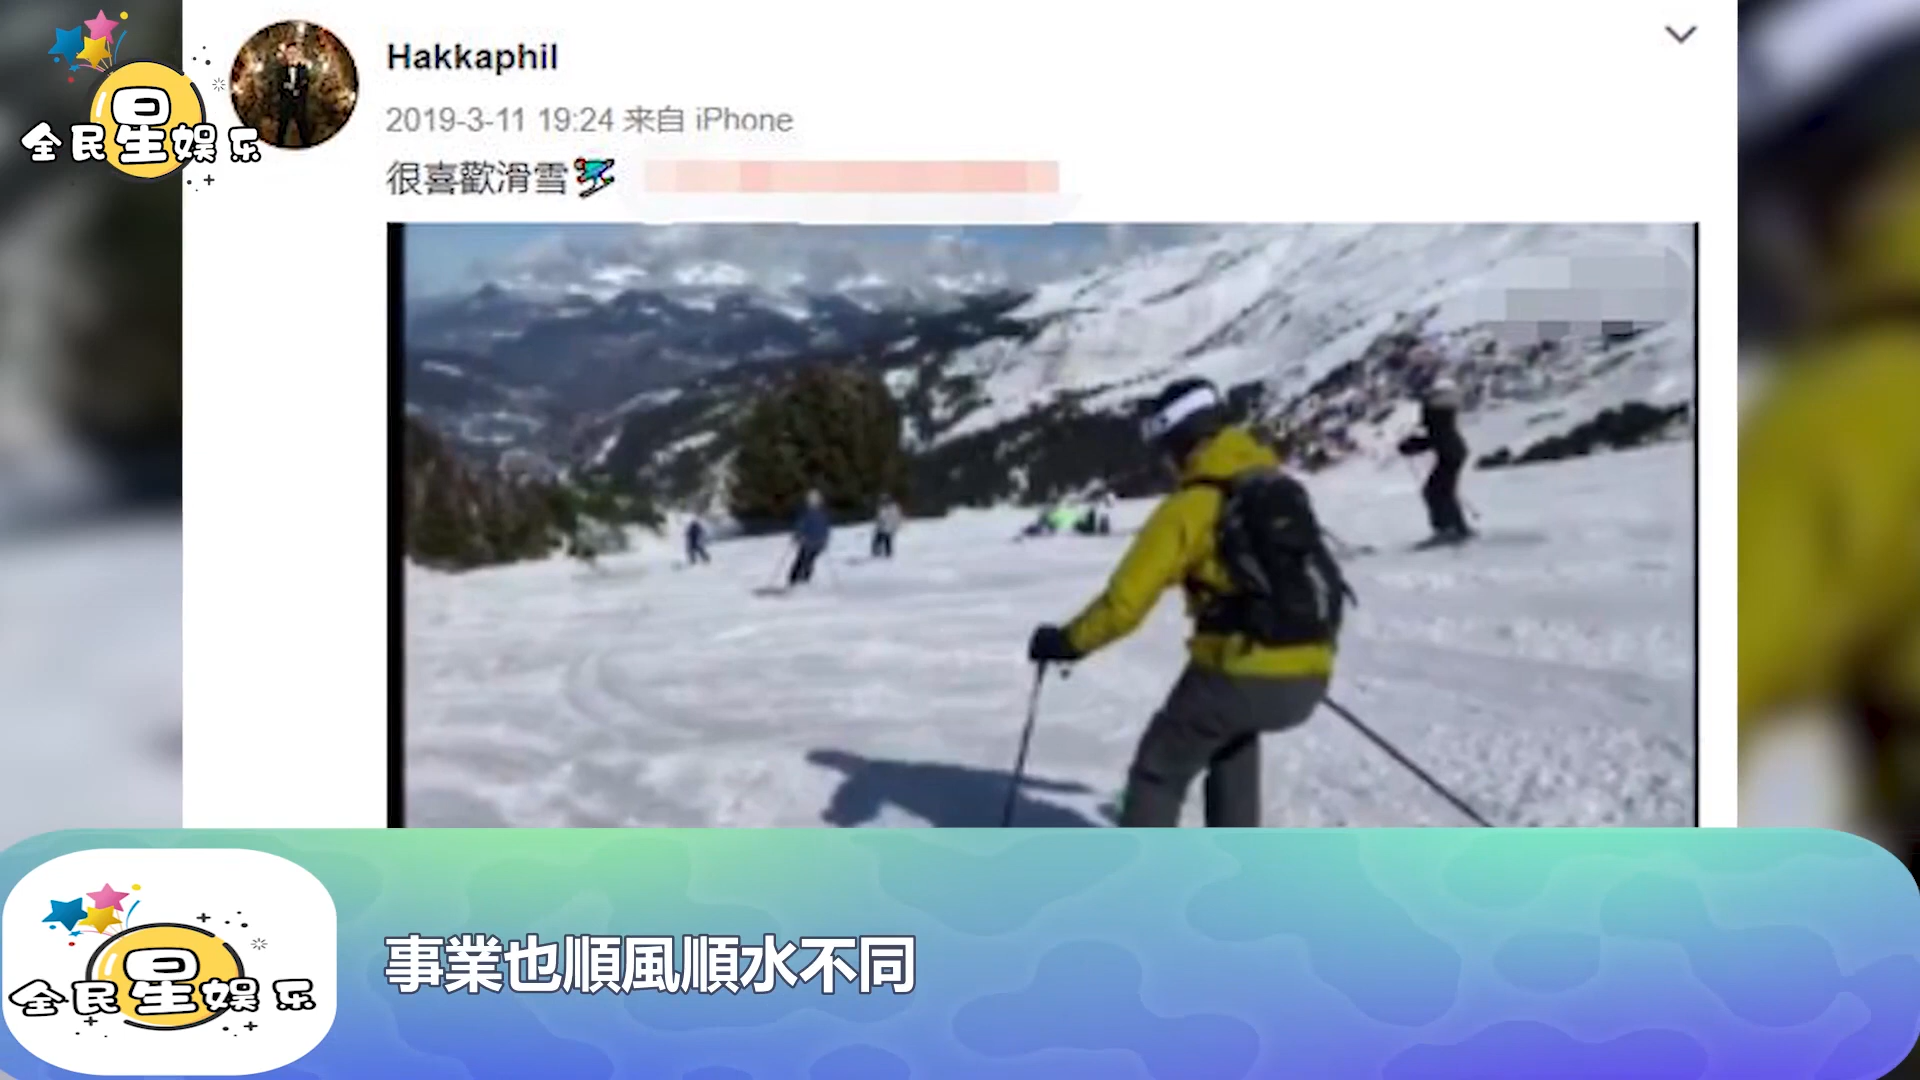 全民星娱乐
Hakkaphil
2019-3-11 19:24 来自 iPhone
很喜歡滑雪
全民星娱乐
事業也順風順水不同